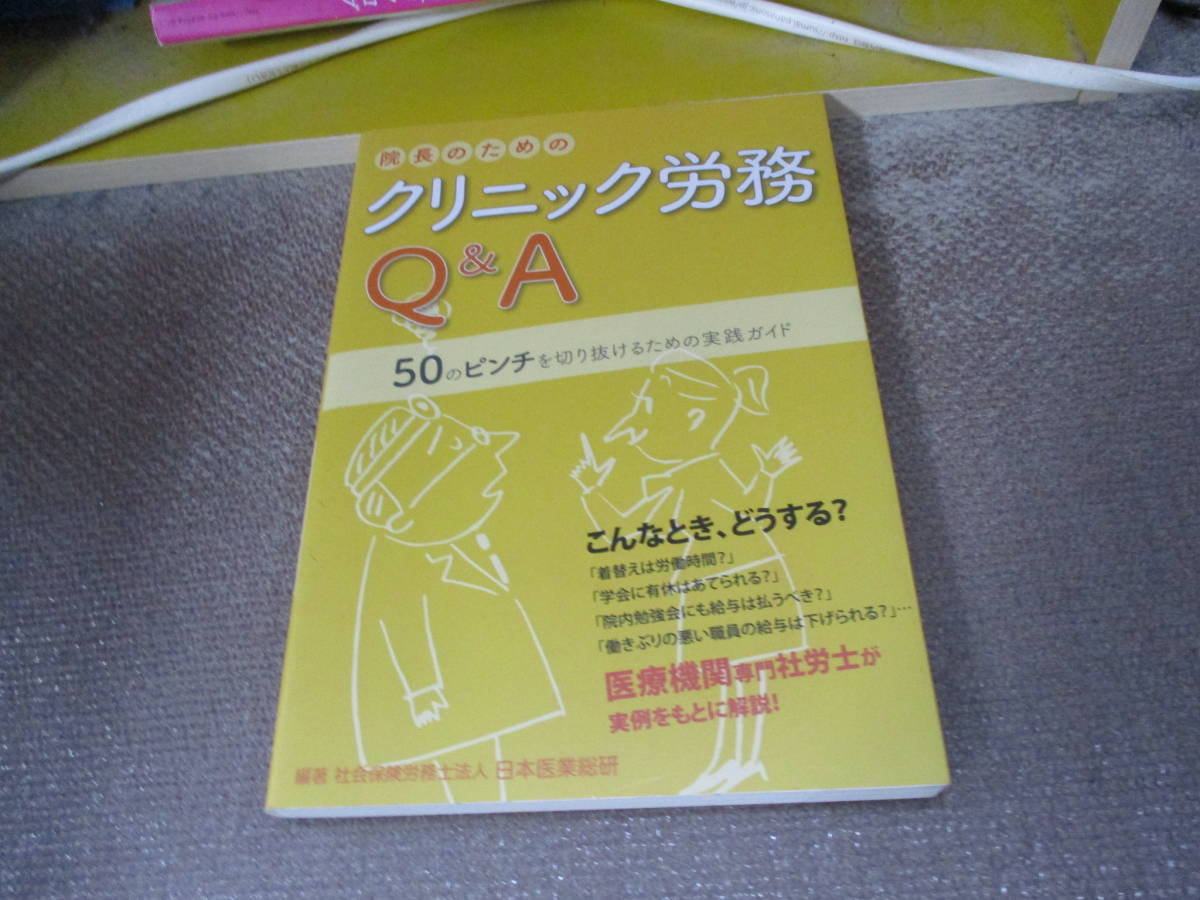 院長のための
クリニック労務
Q&A
50のピンチを切り抜けるための実践ガイド
こんなとき、どうする?
「着替えは労働時間?」
「学会に有休はあてられる?」
「院内勉強会にも給与は払うべき?」
「働きぶりの悪い職員の給与は下げられる?」…
医療機関専門社労士が
実例をもとに解説!
編著 社会保険労務士法人 日本医業総研